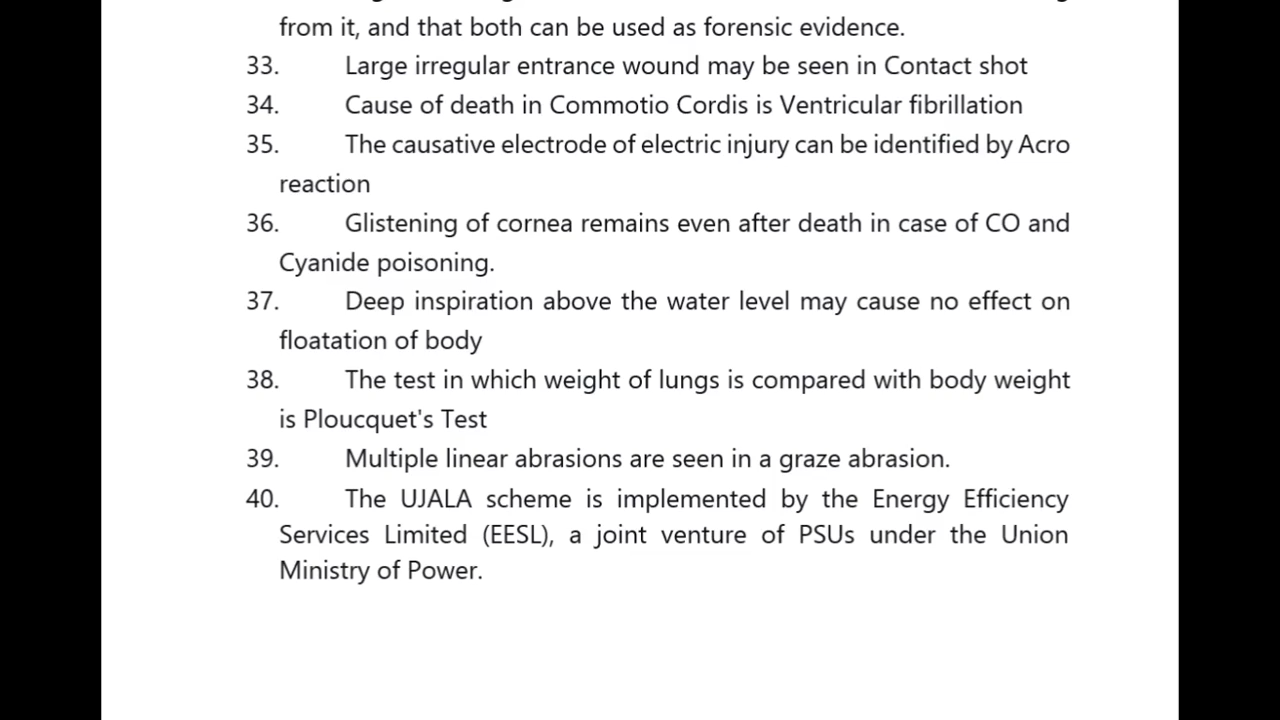 from it, and that both can be used as forensic evidence.
33. Large irregular entrance wound may be seen in Contact shot
34. Cause of death in Commotio Cordis is Ventricular fibrillation
35. The causative electrode of electric injury can be identified by Acro
reaction
36. Glistening of cornea remains even after death in case of CO and
Cyanide poisoning.
37. Deep inspiration above the water level may cause no effect on
floatation of body
38. The test in which weight of lungs is compared with body weight
is Ploucquet's Test
39. Multiple linear abrasions are seen in a graze abrasion.
40. The UJALA scheme is implemented by the Energy Efficiency
Services Limited (EESL), a joint venture of PSUs under the Union
Ministry of Power.